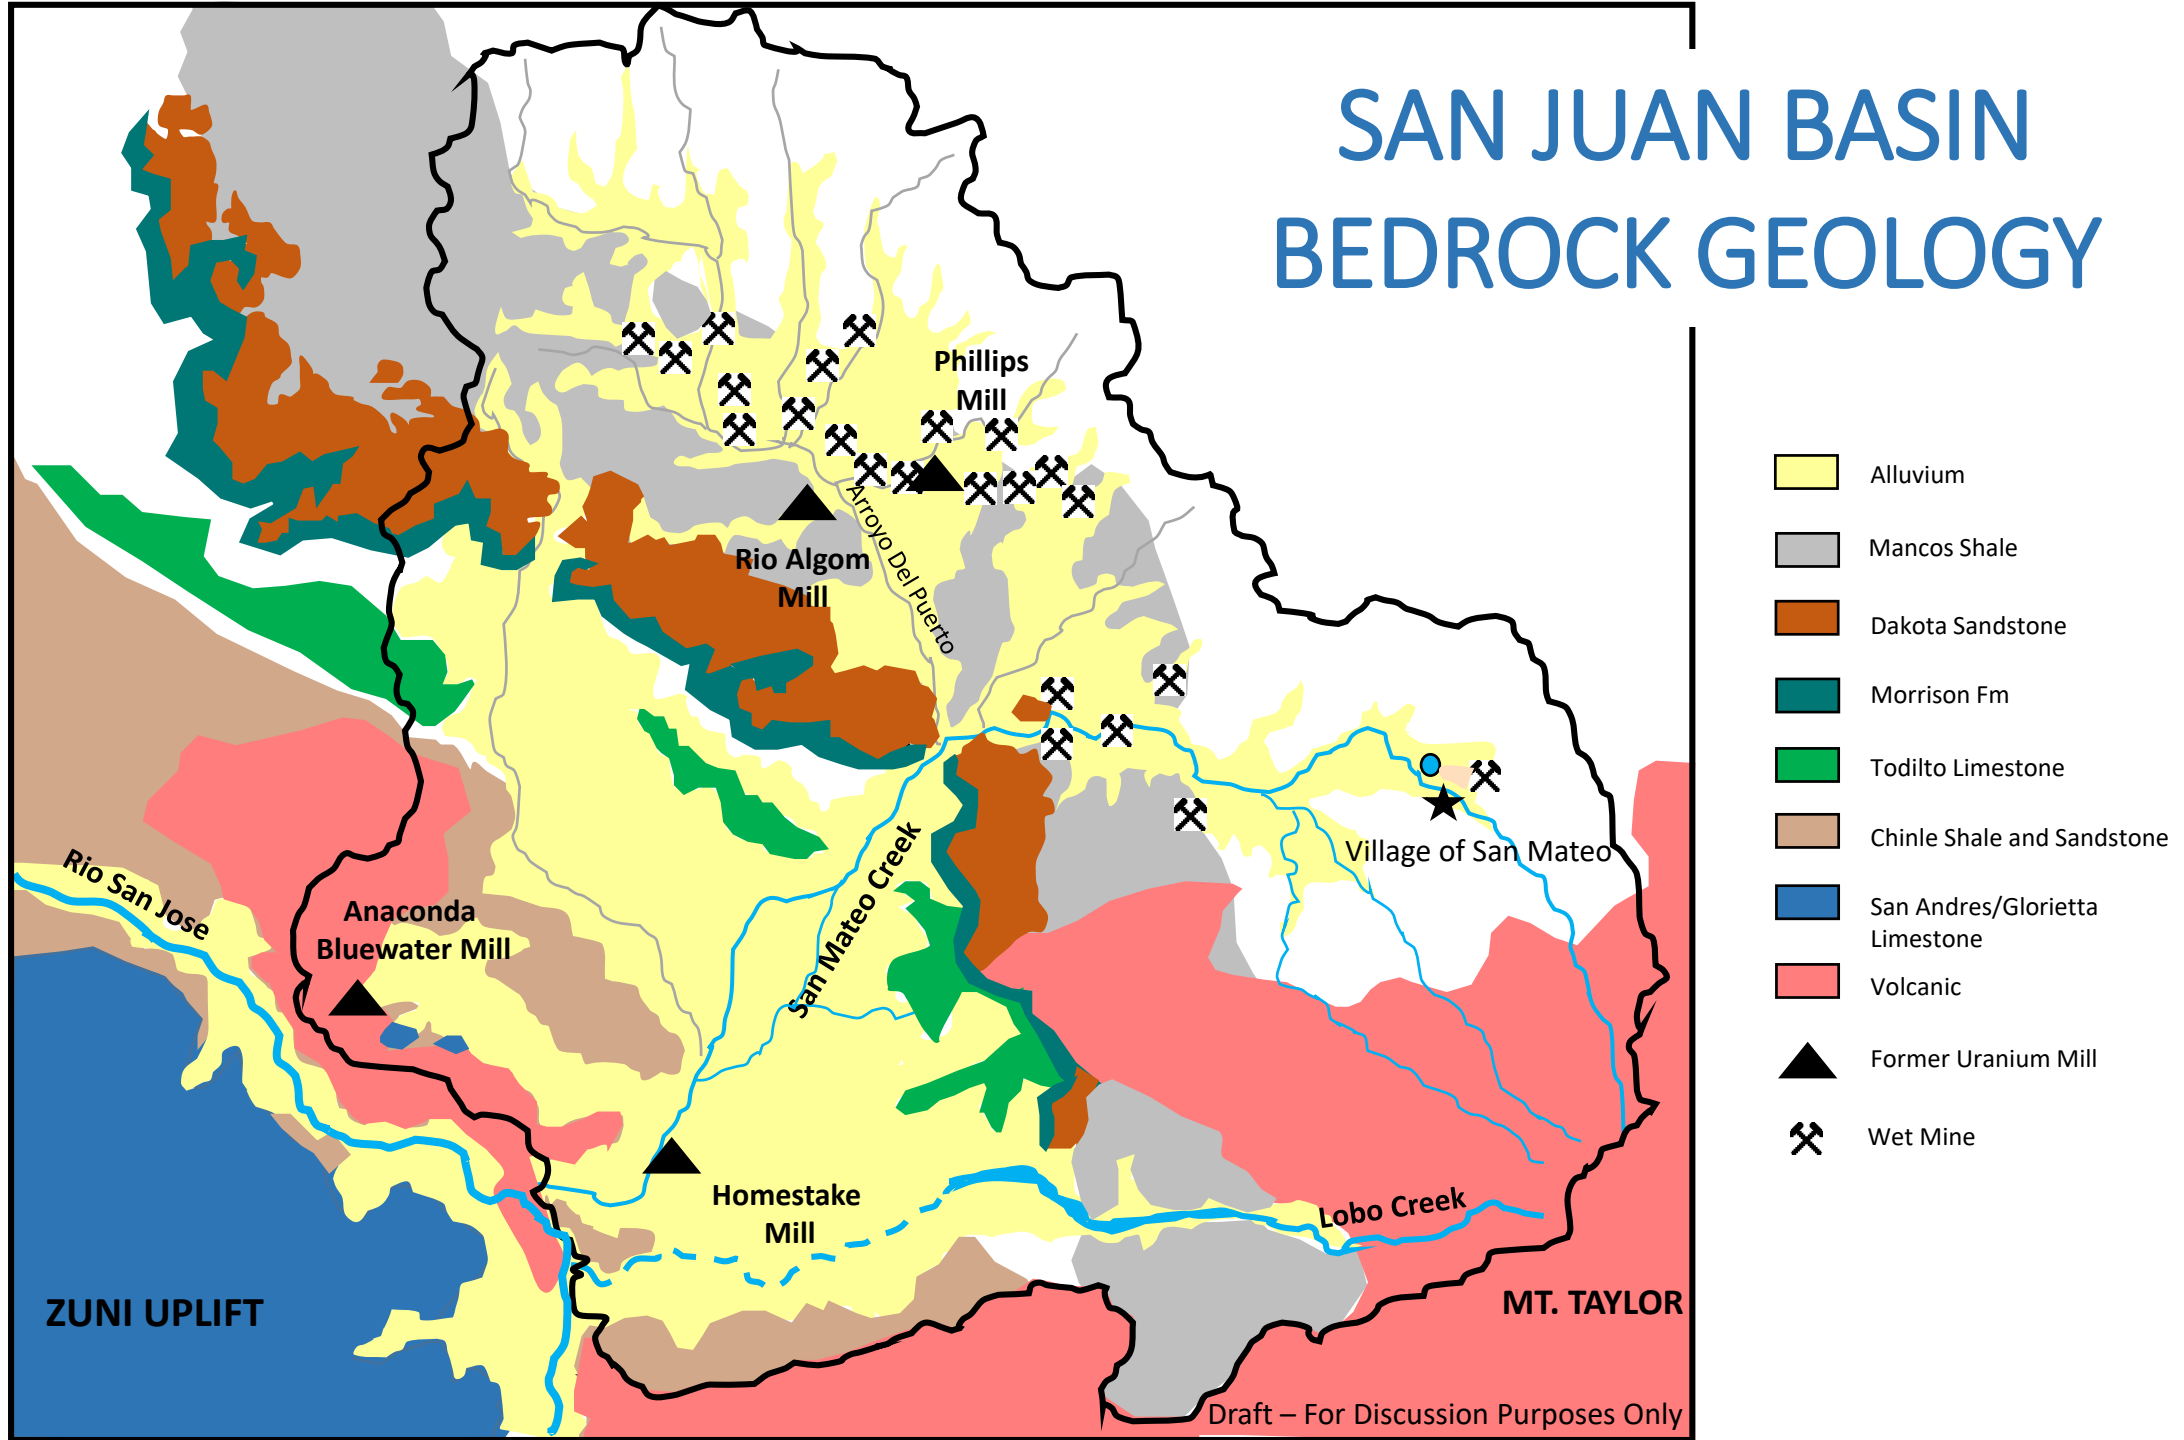 SAN JUAN BASIN
BEDROCK GEOLOGY
Phillips
Mill
Arroyo Del Puerto
Rio Algom
Mill
Alluvium
Mancos Shale
Dakota Sandstone
Morrison Fm
Todilto Limestone
Chinle Shale and Sandstone
San Andres/Glorietta
Limestone
Volcanic
Former Uranium Mill
Wet Mine
Village of San Mateo
Rio San Jose
Anaconda
Bluewater Mill
San Mateo Creek
Homestake
Mill
Lobo Creek
ZUNI UPLIFT
MT. TAYLOR
Draft – For Discussion Purposes Only